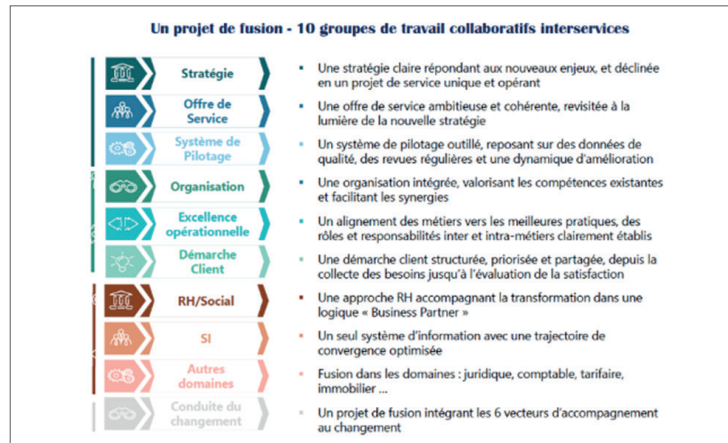 Un projet de fusion - 10 groupes de travail collaboratifs interservices
Stratégie
Une stratégie claire répondant aux nouveaux enjeux, et déclinée
en un projet de service unique et opérant
Offre de
Service
Une offre de service ambitieuse et cohérente, revisitée à la
lumière de la nouvelle stratégie
Système de
Pilotage
Un système de pilotage outillé, reposant sur des données de
qualité, des revues régulières et une dynamique d'amélioration
Organisation
Une organisation intégrée, valorisant les compétences existantes
et facilitant les synergies
Excellence
opérationnelle
Un alignement des métiers vers les meilleures pratiques, des
rôles et responsabilités inter et intra-métiers clairement établis
Démarche
Client
Une démarche client structurée, priorisée et partagée, depuis la
collecte des besoins jusqu'à l'évaluation de la satisfaction
RH/Social
Une approche RH accompagnant la transformation dans une
logique « Business Partner »
SI
Un seul système d'information avec une trajectoire de
convergence optimisée
Autres
domaines
Fusion dans les domaines : juridique, comptable, tarifaire,
immobilier ...
Conduite du
changement
Un projet de fusion intégrant les 6 vecteurs d'accompagnement
au changement